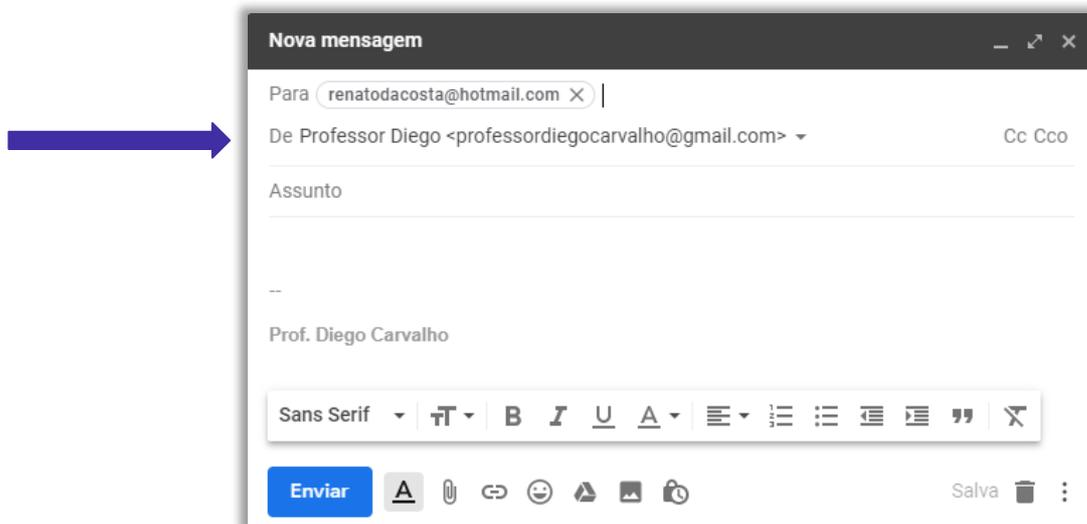 Nova mensagem
Para renatodacosta@hotmail.com
De Professor Diego <professordiegocarvalho@gmail.com> Cc Cco
Assunto
--
Prof. Diego Carvalho
Sans Serif TT B I U A
Enviar A Salva